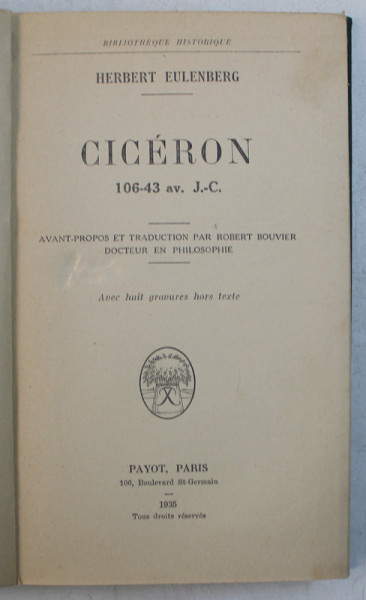 BIBLIOTHÈQUE HISTORIQUE
HERBERT EULENBERG
CICÉRON
106-43 av. J.-C.
AVANT-PROPOS ET TRADUCTION PAR ROBERT BOUVIER
DOCTEUR EN PHILOSOPHIE
Avec huit gravures hors texte
PAYOT, PARIS
106, Boulevard St-Germain
1935
Tous droits réservés